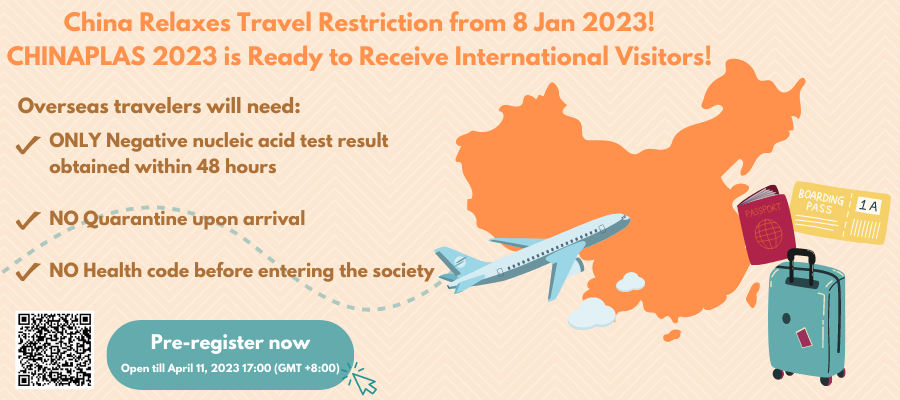 China Relaxes Travel Restriction from 8 Jan 2023!
CHINAPLAS 2023 is Ready to Receive International Visitors!
Overseas travelers will need:
ONLY Negative nucleic acid test result
obtained within 48 hours
NO Quarantine upon arrival
NO Health code before entering the society
PASSPORT
BOARDING
PASS
1A
Pre-register now
Open till April 11, 2023 17:00 (GMT +8:00)